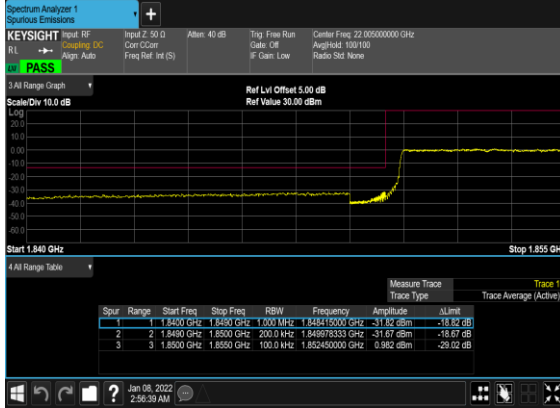 Spectrum Analyzer 1
Spurious Emissions
+
KEYSIGHT Input: RF Input Z: 50 Ω Atten: 40 dB Trig: Free Run Center Freq: 22.005000000 GHz
RL Coupling: DC Corr CCorr Gate: Off Avg|Hold: 100/100
Align: Auto Freq Ref: Int (S) IF Gain: Low Radio Std: None
PASS
3 All Range Graph
Ref Lvl Offset 5.00 dB
Scale/Div 10.0 dB Ref Value 30.00 dBm
Log
20.0
10.0
0.00
-10.0
-20.0
-30.0
-40.0
-50.0
-60.0
Start 1.840 GHz Stop 1.855 GH
4 All Range Table
Measure Trace Trace 1
Trace Type Trace Average (Active)
Spur Range Start Freq Stop Freq RBW Frequency Amplitude ΔLimit
1 1 1.8400 GHz 1.8490 GHz 1.000 MHz 1.848415000 GHz -31.82 dBm -18.82 dB
2 2 1.8490 GHz 1.8500 GHz 200.0 kHz 1.849978333 GHz -31.67 dBm -18.67 dB
3 3 1.8500 GHz 1.8550 GHz 100.0 kHz 1.852450000 GHz 0.982 dBm -29.02 dB
?
Jan 08, 2022
2:56:39 AM